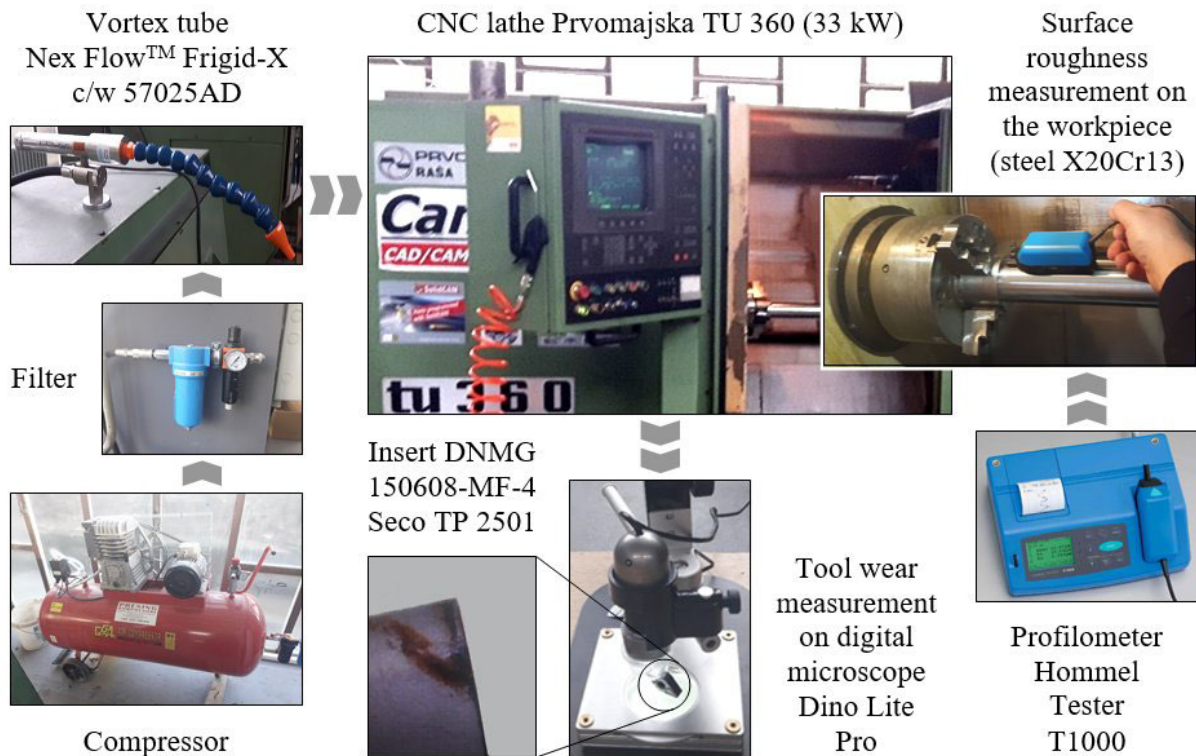 Vortex tube
Nex Flow™ Frigid-X
c/w 57025AD
CNC lathe Prvomajska TU 360 (33 kW)
Surface
roughness
measurement on
the workpiece
(steel X20Cr13)
PRVO
RAŠA
Cam
CAD/CAM
SolidCAM
tu 360
Filter
Insert DNMG
150608-MF-4
Seco TP 2501
Compressor
Tool wear
measurement
on digital
microscope
Dino Lite
Pro
Profilometer
Hommel
Tester
T1000